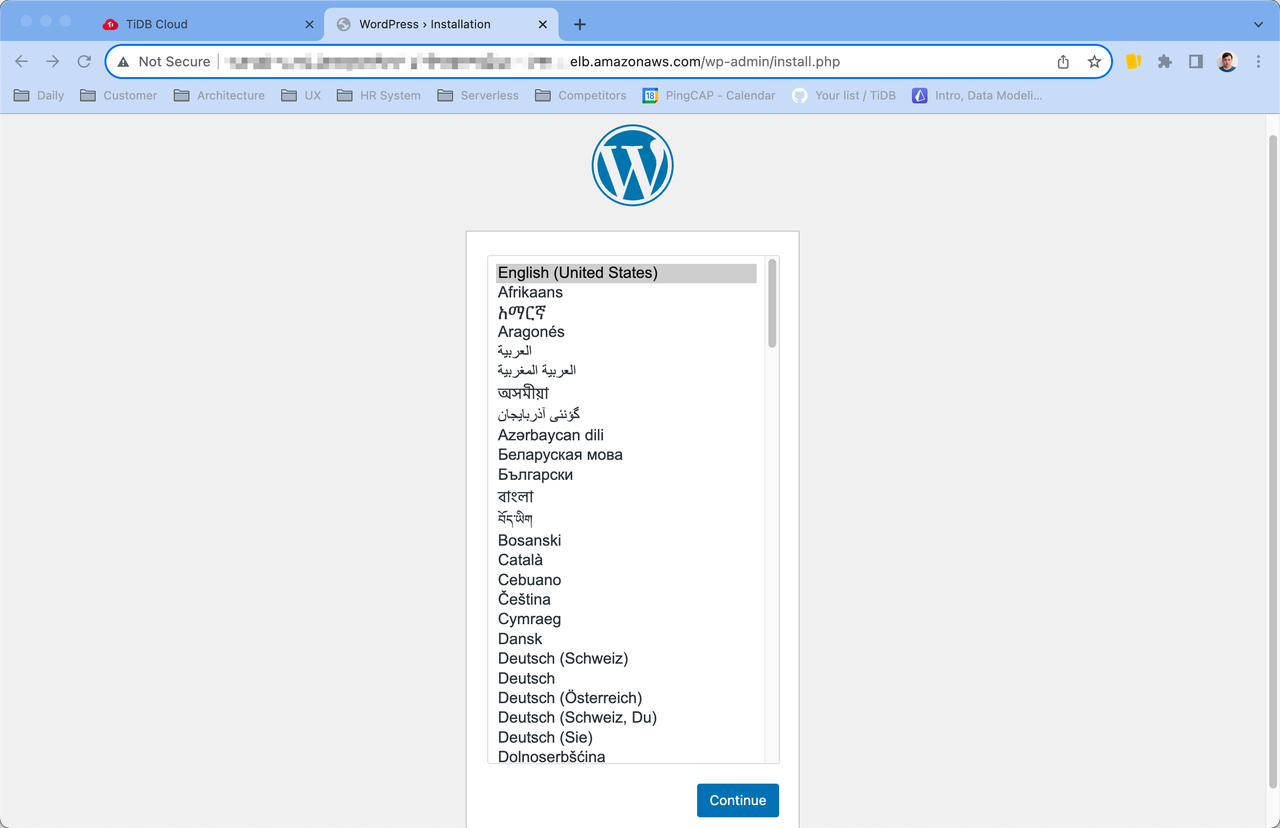 TiDB Cloud
WordPress › Installation
Not Secure
elb.amazonaws.com/wp-admin/install.php
Daily Customer Architecture UX HR System Serverless Competitors 18 PingCAP - Calendar Your list / TiDB Intro, Data Modeli...
English (United States)
Afrikaans
አማርኛ
Aragonés
العربية
العربية المغربية
অসমীয়া
گؤنئی آذربایجان
Azərbaycan dili
Беларуская мова
Български
বাংলা
བོད་ཡིག
Bosanski
Català
Cebuano
Čeština
Cymraeg
Dansk
Deutsch (Schweiz)
Deutsch
Deutsch (Österreich)
Deutsch (Schweiz, Du)
Deutsch (Sie)
Dolnoserbšćina
Continue